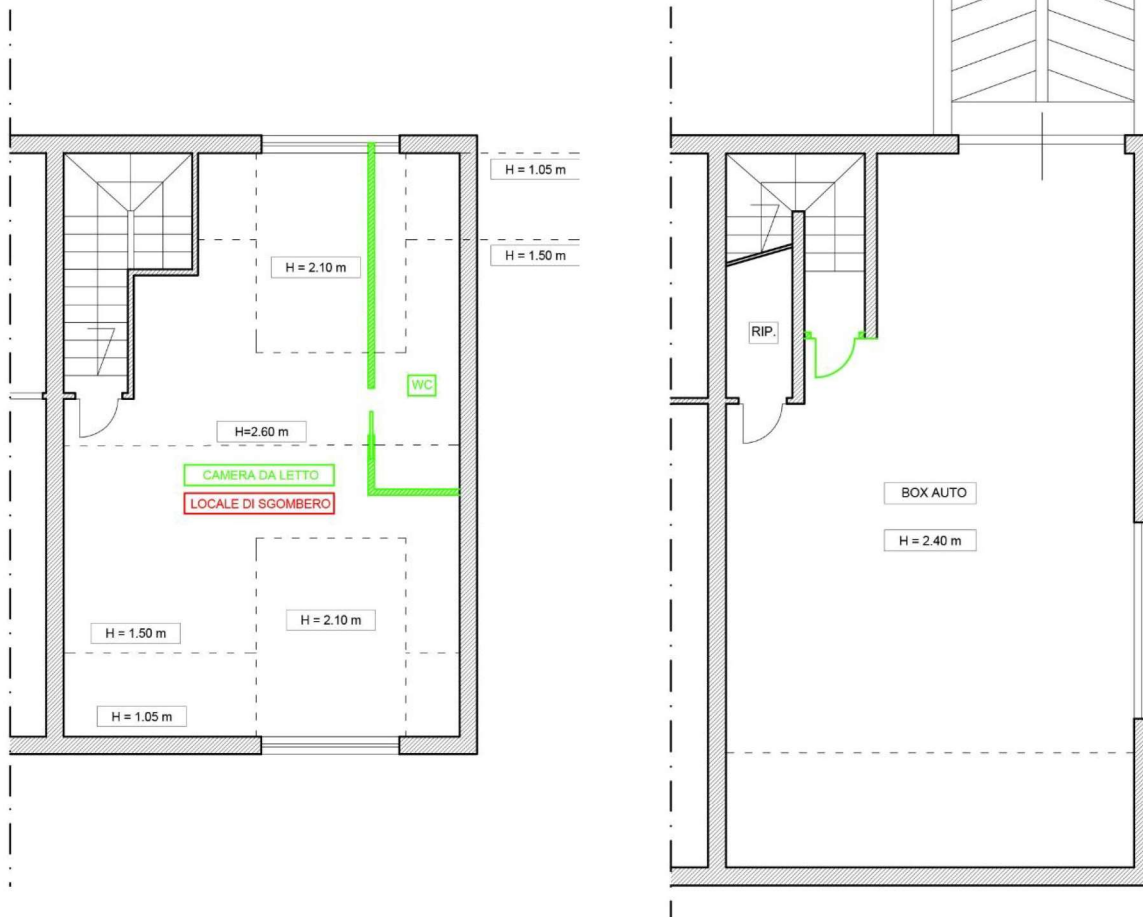 H = 1.05 m
H = 1.50 m
H = 2.10 m
WC
H=2.60 m
CAMERA DA LETTO
LOCALE DI SGOMBERO
H = 2.10 m
H = 1.50 m
H = 1.05 m
RIP.
BOX AUTO
H = 2.40 m